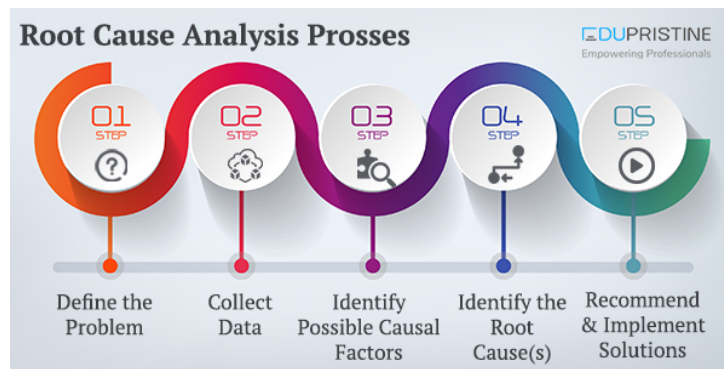 Root Cause Analysis Prosses
EDUPRISTINE
Empowering Professionals
01
STEP
02
STEP
03
STEP
04
STEP
05
STEP
Define the
Problem
Collect
Data
Identify
Possible Causal
Factors
Identify the
Root
Cause(s)
Recommend
& Implement
Solutions